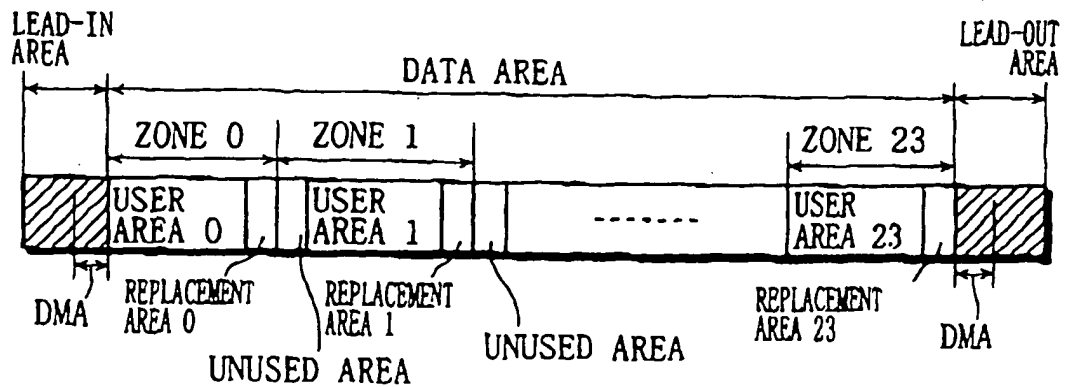 LEAD-IN
AREA
LEAD-OUT
AREA
DATA AREA
ZONE 0
ZONE 1
ZONE 23
USER
AREA 0
USER
AREA 1
USER
AREA 23
DMA
REPLACEMENT
AREA 0
REPLACEMENT
AREA 1
REPLACEMENT
AREA 23
DMA
UNUSED AREA
UNUSED AREA